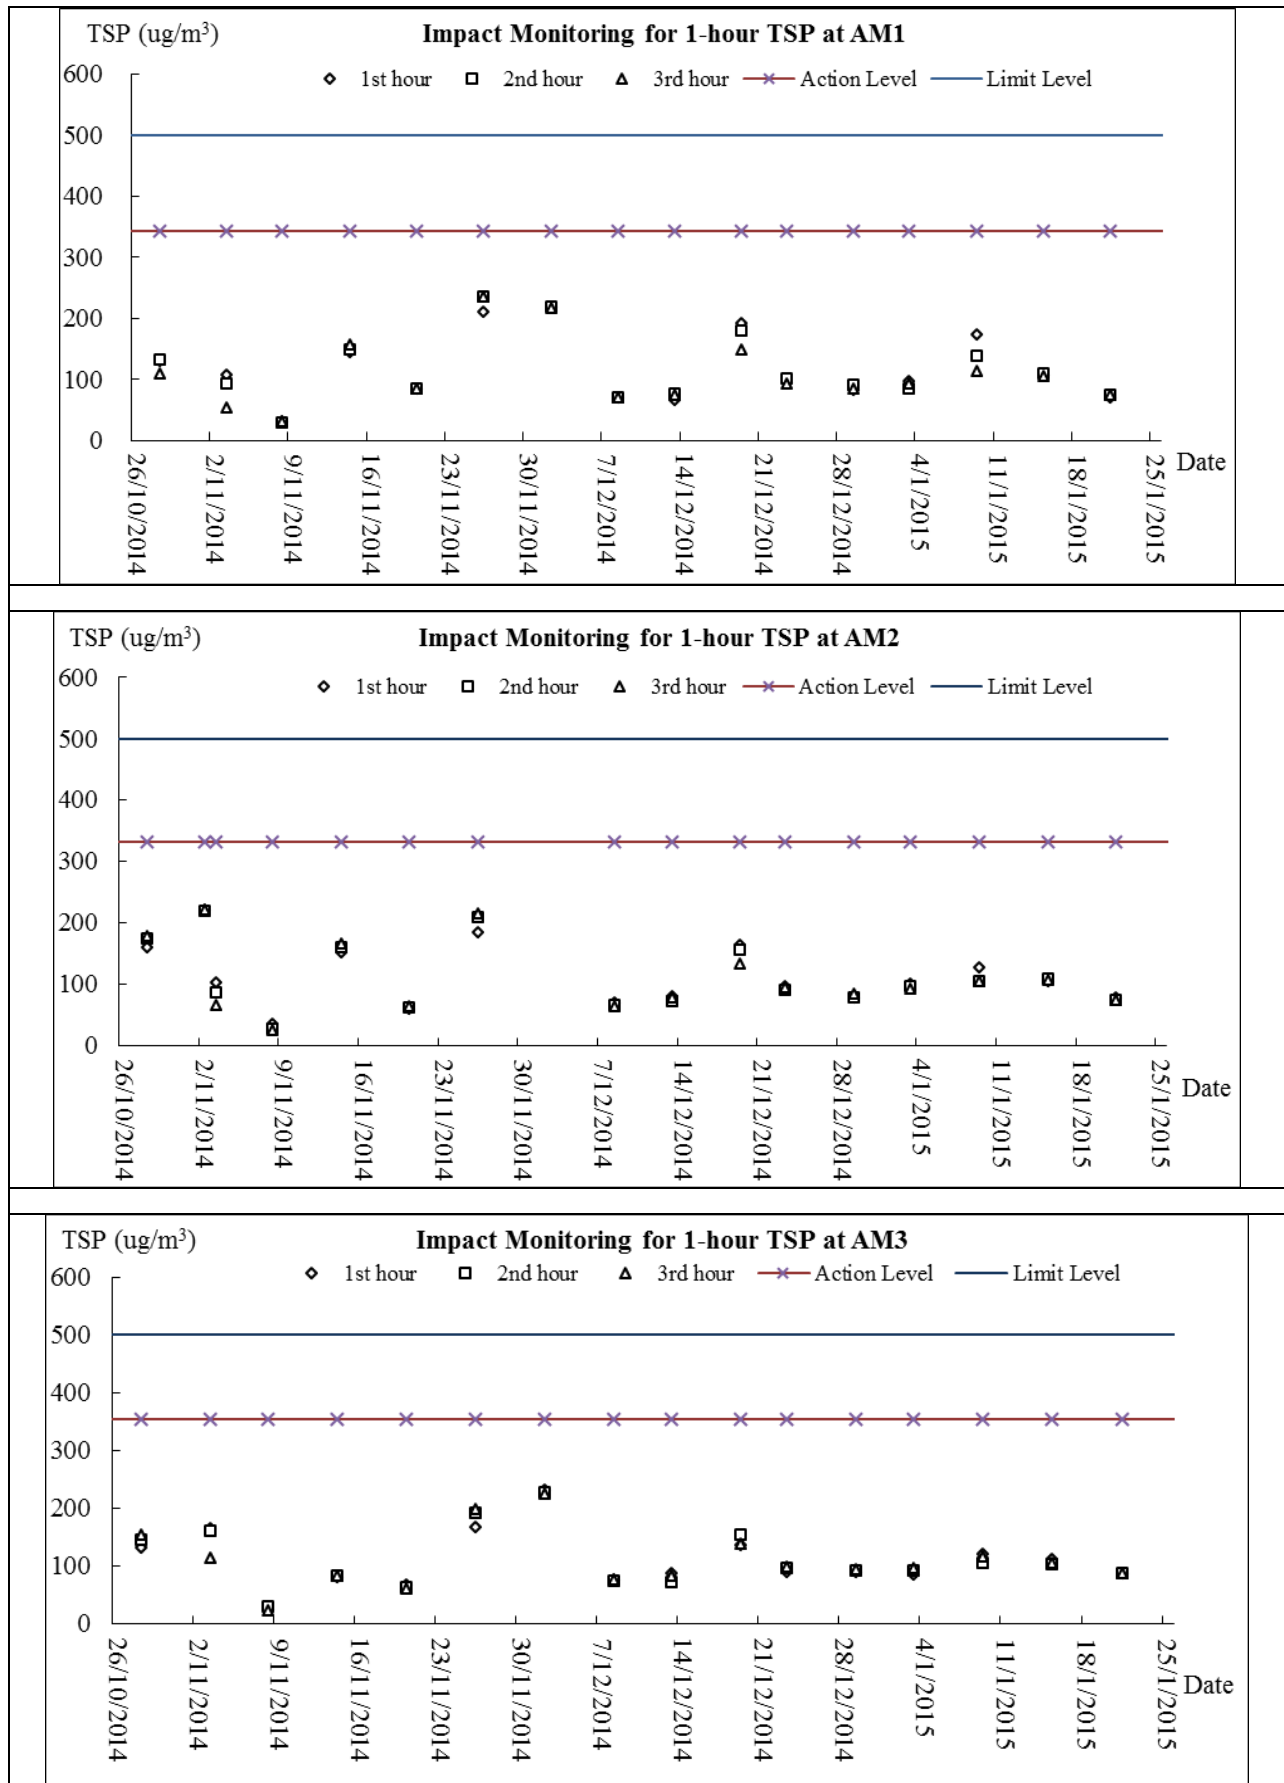 TSP (ug/m³) Impact Monitoring for 1-hour TSP at AM1
1st hour 2nd hour 3rd hour Action Level Limit Level
600
500
400
300
200
100
0
26/10/2014 2/11/2014 9/11/2014 16/11/2014 23/11/2014 30/11/2014 7/12/2014 14/12/2014 21/12/2014 28/12/2014 4/1/2015 11/1/2015 18/1/2015 25/1/2015 Date
TSP (ug/m³) Impact Monitoring for 1-hour TSP at AM2
1st hour 2nd hour 3rd hour Action Level Limit Level
600
500
400
300
200
100
0
26/10/2014 2/11/2014 9/11/2014 16/11/2014 23/11/2014 30/11/2014 7/12/2014 14/12/2014 21/12/2014 28/12/2014 4/1/2015 11/1/2015 18/1/2015 25/1/2015 Date
TSP (ug/m³) Impact Monitoring for 1-hour TSP at AM3
1st hour 2nd hour 3rd hour Action Level Limit Level
600
500
400
300
200
100
0
26/10/2014 2/11/2014 9/11/2014 16/11/2014 23/11/2014 30/11/2014 7/12/2014 14/12/2014 21/12/2014 28/12/2014 4/1/2015 11/1/2015 18/1/2015 25/1/2015 Date